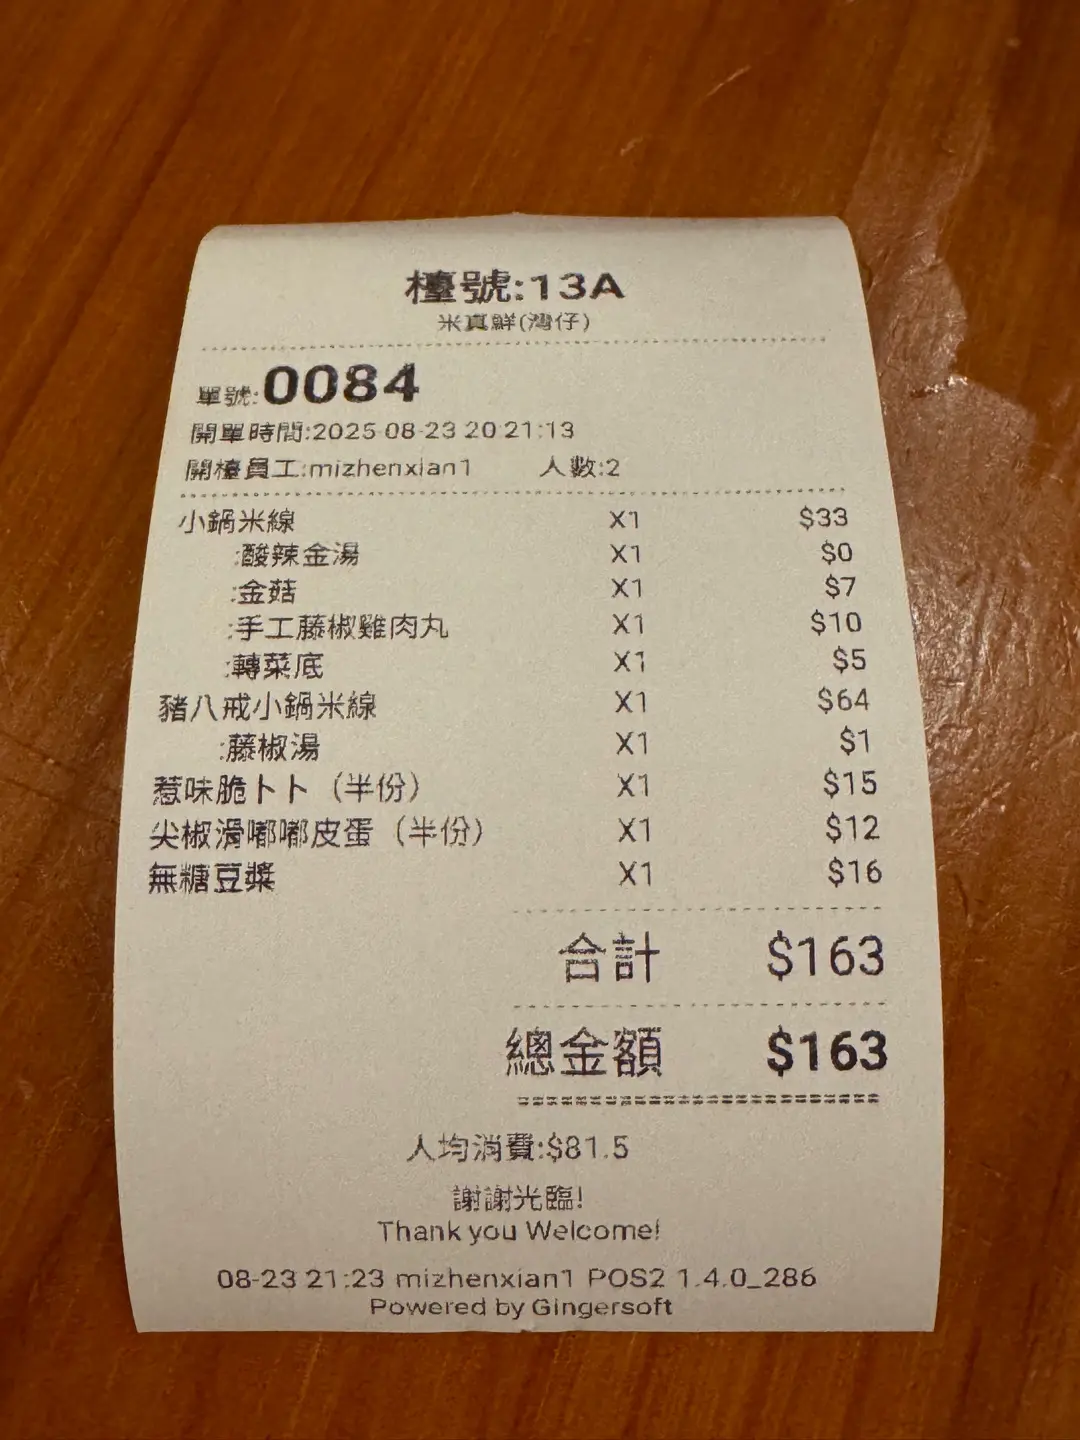 檯號:13A
米真鮮(灣仔)
單號:0084
開單時間:2025-08-23 20:21:13
開檯員工:mizhenxian1 人數:2
小鍋米線 X1 $33
:酸辣金湯 X1 $0
:金菇 X1 $7
:手工藤椒雞肉丸 X1 $10
:轉菜底 X1 $5
豬八戒小鍋米線 X1 $64
:藤椒湯 X1 $1
惹味脆卜卜（半份） X1 $15
尖椒滑嘟嘟皮蛋（半份） X1 $12
無糖豆漿 X1 $16
合計 $163
總金額 $163
人均消費:$81.5
謝謝光臨!
Thank you Welcome!
08-23 21:23 mizhenxian1 POS2 1.4.0_286
Powered by Gingersoft